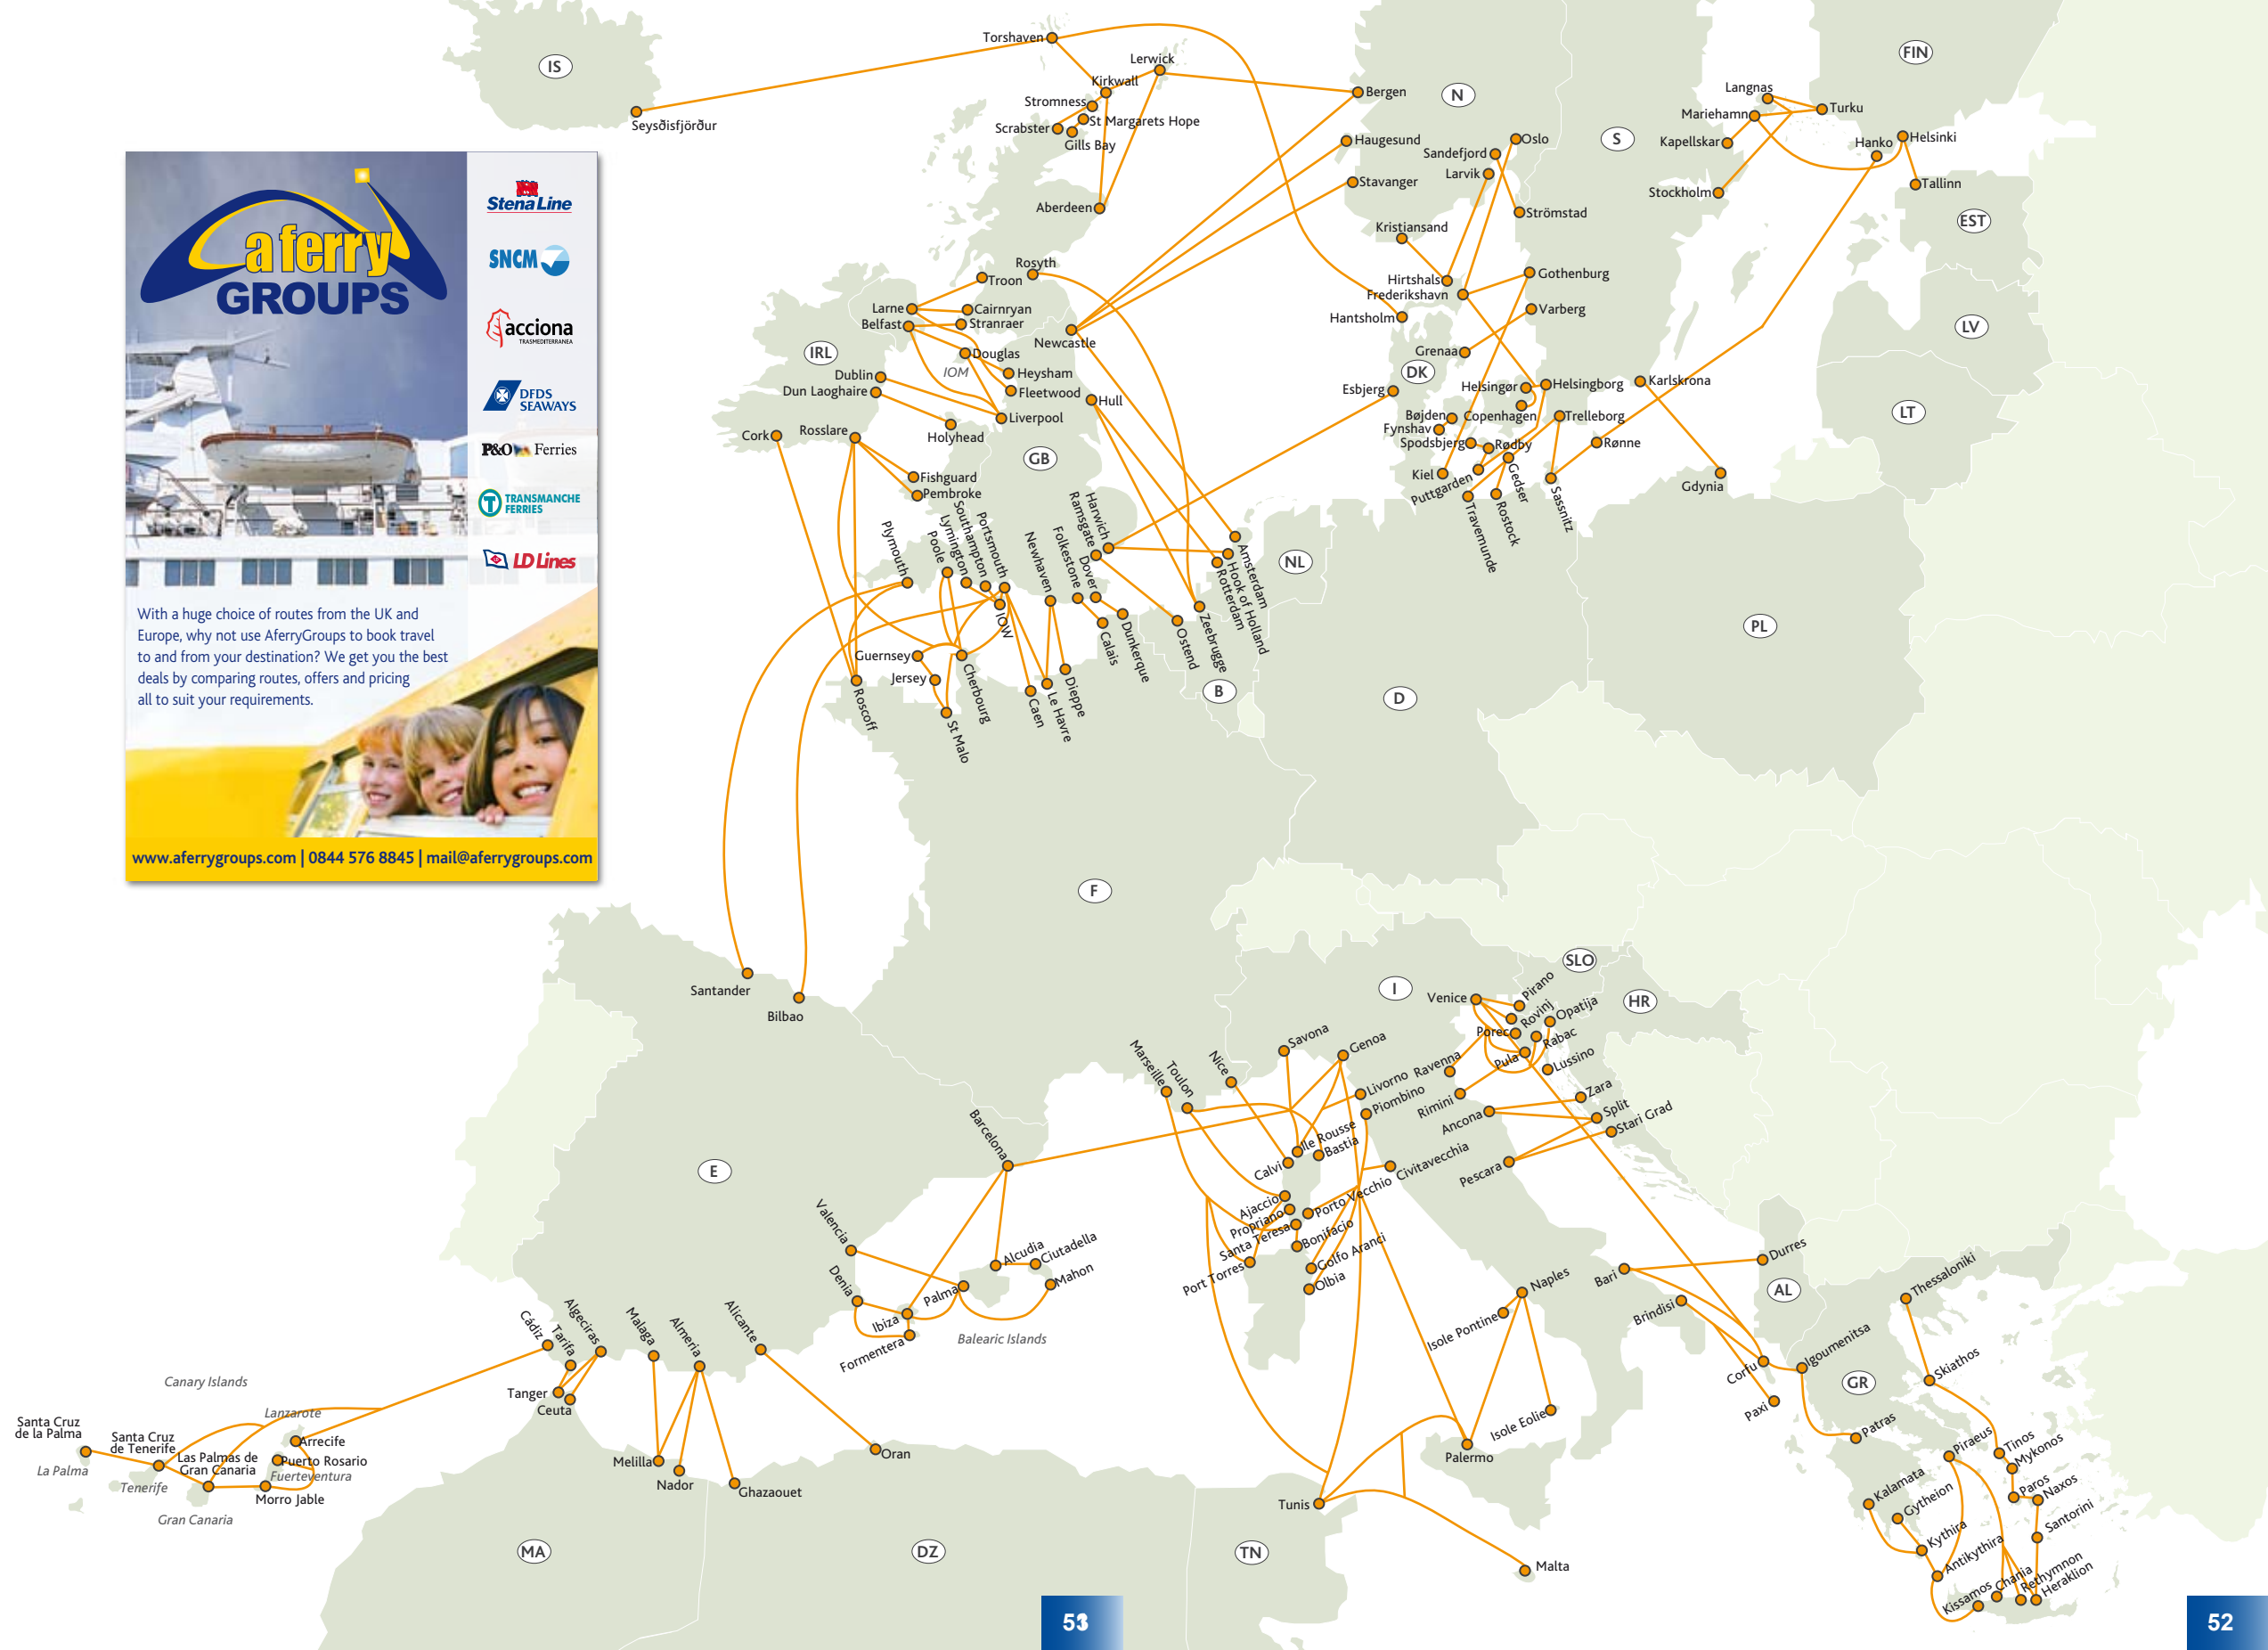 a ferry
GROUPS
StenaLine
SNCM
acciona
TRASMEDITERRANEA
DFDS
SEAWAYS
P&O Ferries
TRANSMANCHE
FERRIES
LD Lines
With a huge choice of routes from the UK and
Europe, why not use AferryGroups to book travel
to and from your destination? We get you the best
deals by comparing routes, offers and pricing
all to suit your requirements.
www.aferrygroups.com | 0844 576 8845 | mail@aferrygroups.com
IS
Seysðisfjörður
Torshaven
Lerwick
Kirkwall
Stromness
St Margarets Hope
Scrabster
Gills Bay
Aberdeen
Rosyth
Troon
Larne
Cairnryan
Belfast
Stranraer
Newcastle
IRL
Douglas
IOM
Heysham
Dublin
Fleetwood
Dun Laoghaire
Hull
Liverpool
Holyhead
Cork
Rosslare
GB
Fishguard
Pembroke
Plymouth
Poole
Lymington
Southampton
Portsmouth
IOW
Newhaven
Folkestone
Dover
Ramsgate
Harwich
Guernsey
Jersey
Roscoff
St Malo
Cherbourg
Caen
Le Havre
Dieppe
Calais
Dunkerque
Ostend
Zeebrugge
Rotterdam
Hook of Holland
Amsterdam
NL
B
D
F
PL
Bergen
N
Haugesund
Stavanger
Oslo
Sandefjord
Larvik
Strömstad
Kristiansand
Hirtshals
Frederikshavn
Gothenburg
Hantsholm
Varberg
Grenaa
DK
Esbjerg
Helsingør
Helsingborg
Karlskrona
Bøjden
Copenhagen
Trelleborg
Fynshav
Spodsbjerg
Rødby
Rønne
Kiel
Puttgarden
Gedser
Travemunde
Rostock
Sassnitz
Gdynia
S
FIN
Langnas
Mariehamn
Turku
Kapellskar
Hanko
Helsinki
Stockholm
Tallinn
EST
LV
LT
Santander
Bilbao
E
Barcelona
Valencia
Denia
Alcudia
Ciutadella
Mahon
Palma
Ibiza
Formentera
Balearic Islands
Alicante
Almeria
Malaga
Algeciras
Tarifa
Cádiz
Tanger
Ceuta
Melilla
Nador
Ghazaouet
Oran
Canary Islands
Lanzarote
Santa Cruz
de la Palma
La Palma
Santa Cruz
de Tenerife
Tenerife
Las Palmas de
Gran Canaria
Gran Canaria
Arrecife
Puerto Rosario
Fuerteventura
Morro Jable
MA
DZ
TN
Marseille
Toulon
Nice
Savona
Genoa
Livorno
Piombino
Ile Rousse
Bastia
Calvi
Civitavecchia
Ajaccio
Porto Vecchio
Propriano
Santa Teresa
Bonifacio
Port Torres
Golfo Aranci
Olbia
I
Venice
Pirano
Rovinj
Porec
Opatija
Rabac
Pula
Lussino
Ravenna
Rimini
Ancona
Zara
Split
Stari Grad
Pescara
SLO
HR
Naples
Isole Pontine
Isole Eolie
Palermo
Tunis
Malta
Bari
Brindisi
Durres
AL
Corfu
Igoumenitsa
Paxi
GR
Patras
Thessaloniki
Skiathos
Piraeus
Tinos
Mykonos
Paros
Naxos
Santorini
Kalamata
Gytheion
Kythira
Antikythira
Kissamos
Chania
Rethymnon
Heraklion
53
52